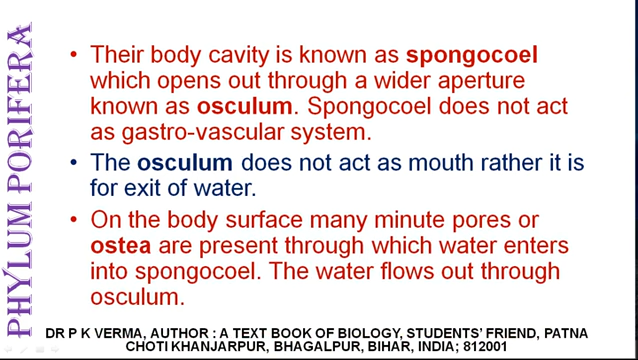 PHYLUM PORIFERA
• Their body cavity is known as spongocoel
which opens out through a wider aperture
known as osculum. Spongocoel does not act
as gastro-vascular system.
• The osculum does not act as mouth rather it is
for exit of water.
• On the body surface many minute pores or
ostea are present through which water enters
into spongocoel. The water flows out through
osculum.
DR P K VERMA, AUTHOR : A TEXT BOOK OF BIOLOGY, STUDENTS' FRIEND, PATNA
CHOTI KHANJARPUR, BHAGALPUR, BIHAR, INDIA; 812001